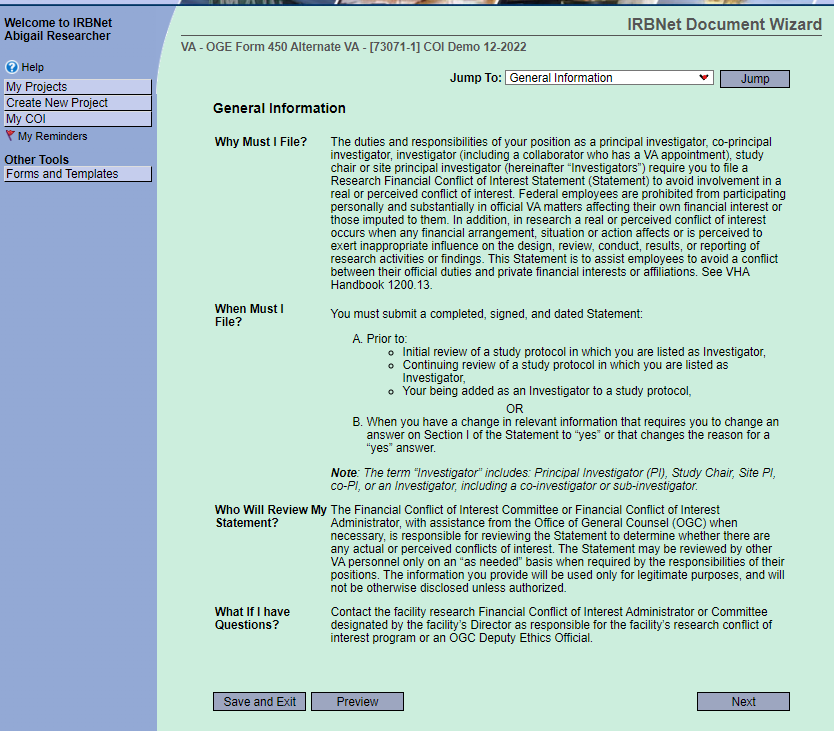 Welcome to IRBNet
Abigail Researcher
Help
My Projects
Create New Project
My COI
My Reminders
Other Tools
Forms and Templates
IRBNet Document Wizard
VA - OGE Form 450 Alternate VA - [73071-1] COI Demo 12-2022
Jump To: General Information Jump
General Information
Why Must I File?
The duties and responsibilities of your position as a principal investigator, co-principal
investigator, investigator (including a collaborator who has a VA appointment), study
chair or site principal investigator (hereinafter “Investigators”) require you to file a
Research Financial Conflict of Interest Statement (Statement) to avoid involvement in a
real or perceived conflict of interest. Federal employees are prohibited from participating
personally and substantially in official VA matters affecting their own financial interest or
those imputed to them. In addition, in research a real or perceived conflict of interest
occurs when any financial arrangement, situation or action affects or is perceived to
exert inappropriate influence on the design, review, conduct, results, or reporting of
research activities or findings. This Statement is to assist employees to avoid a conflict
between their official duties and private financial interests or affiliations. See VHA
Handbook 1200.13.
When Must I
File?
You must submit a completed, signed, and dated Statement:
A. Prior to:
Initial review of a study protocol in which you are listed as Investigator,
Continuing review of a study protocol in which you are listed as
Investigator,
Your being added as an Investigator to a study protocol,
OR
B. When you have a change in relevant information that requires you to change an
answer on Section I of the Statement to “yes” or that changes the reason for a
“yes” answer.
Note: The term “Investigator” includes: Principal Investigator (PI), Study Chair, Site PI,
co-PI, or an Investigator, including a co-investigator or sub-investigator.
Who Will Review My
Statement?
The Financial Conflict of Interest Committee or Financial Conflict of Interest
Administrator, with assistance from the Office of General Counsel (OGC) when
necessary, is responsible for reviewing the Statement to determine whether there are
any actual or perceived conflicts of interest. The Statement may be reviewed by other
VA personnel only on an “as needed” basis when required by the responsibilities of their
positions. The information you provide will be used only for legitimate purposes, and will
not be otherwise disclosed unless authorized.
What If I have
Questions?
Contact the facility research Financial Conflict of Interest Administrator or Committee
designated by the facility’s Director as responsible for the facility’s research conflict of
interest program or an OGC Deputy Ethics Official.
Save and Exit Preview Next